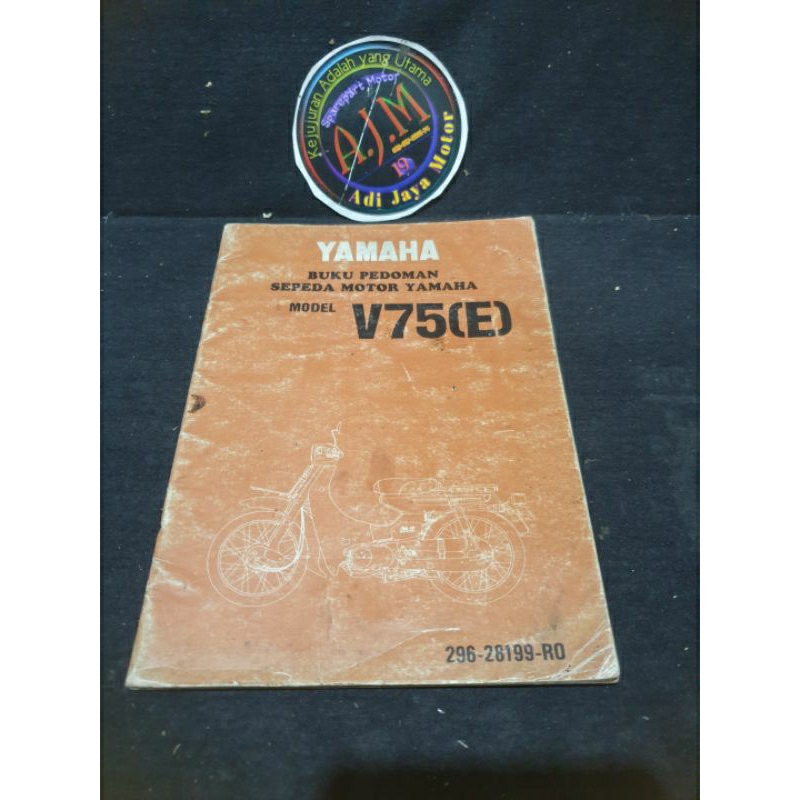 Kejujuran Adalah yang Utama
Sparepart Motor
A.J.M
19
Adi Jaya Motor
YAMAHA
BUKU PEDOMAN
SEPEDA MOTOR YAMAHA
MODEL V75(E)
296-28199-R0